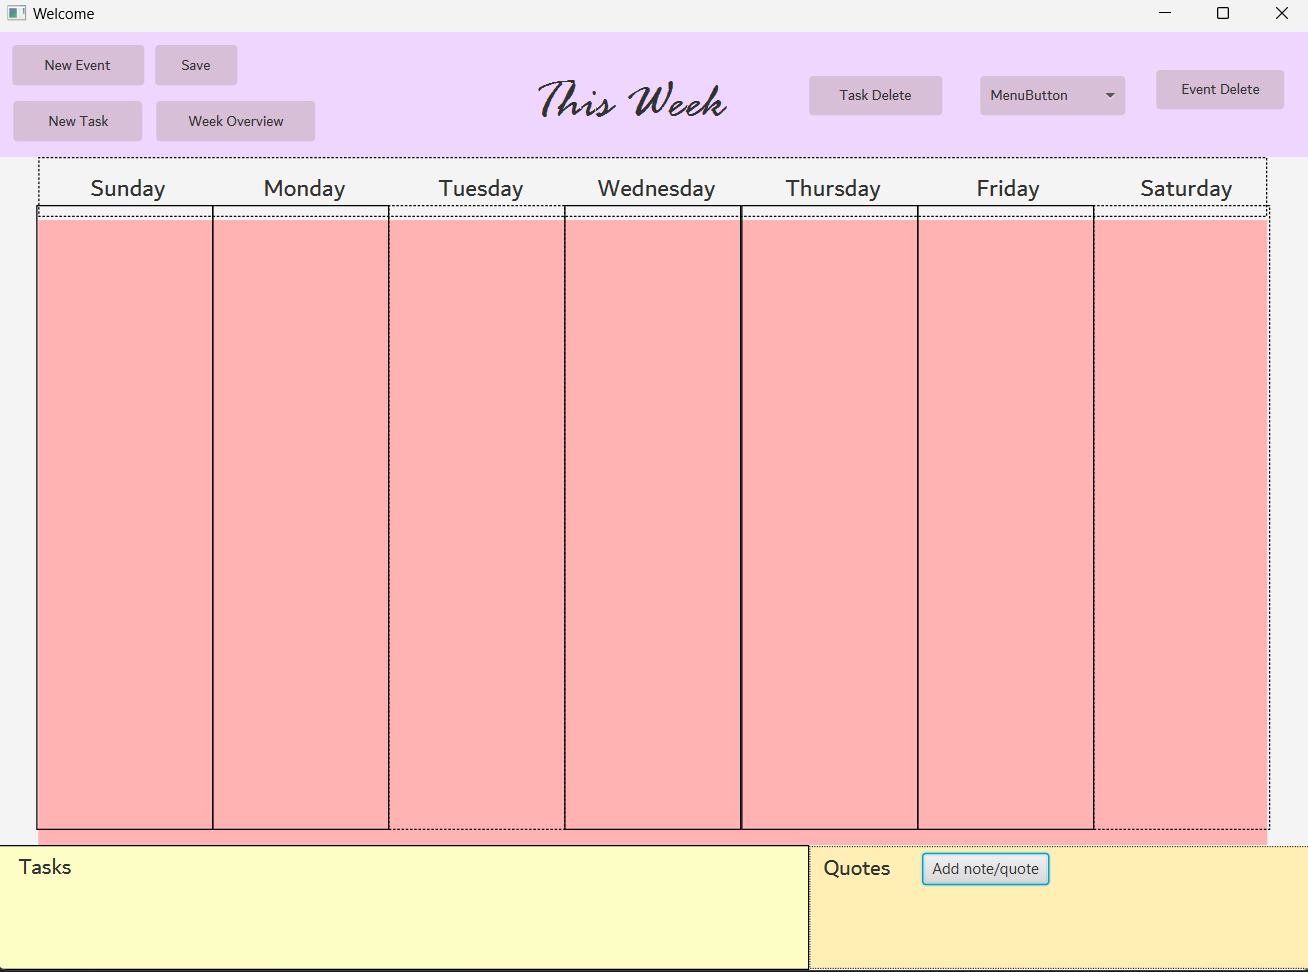 Welcome
New Event Save
New Task Week Overview
This Week
Task Delete MenuButton Event Delete
Sunday Monday Tuesday Wednesday Thursday Friday Saturday
Tasks
Quotes Add note/quote